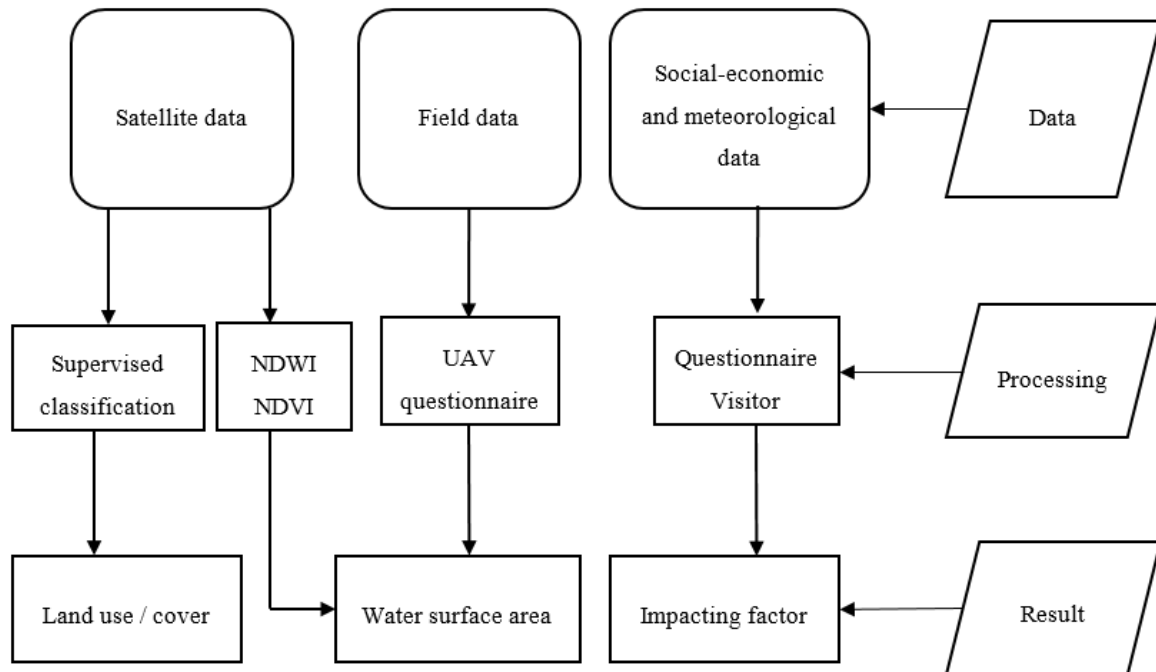 Satellite data
Field data
Social-economic
and meteorological
data
Data
Supervised
classification
NDWI
NDVI
UAV
questionnaire
Questionnaire
Visitor
Processing
Land use / cover
Water surface area
Impacting factor
Result